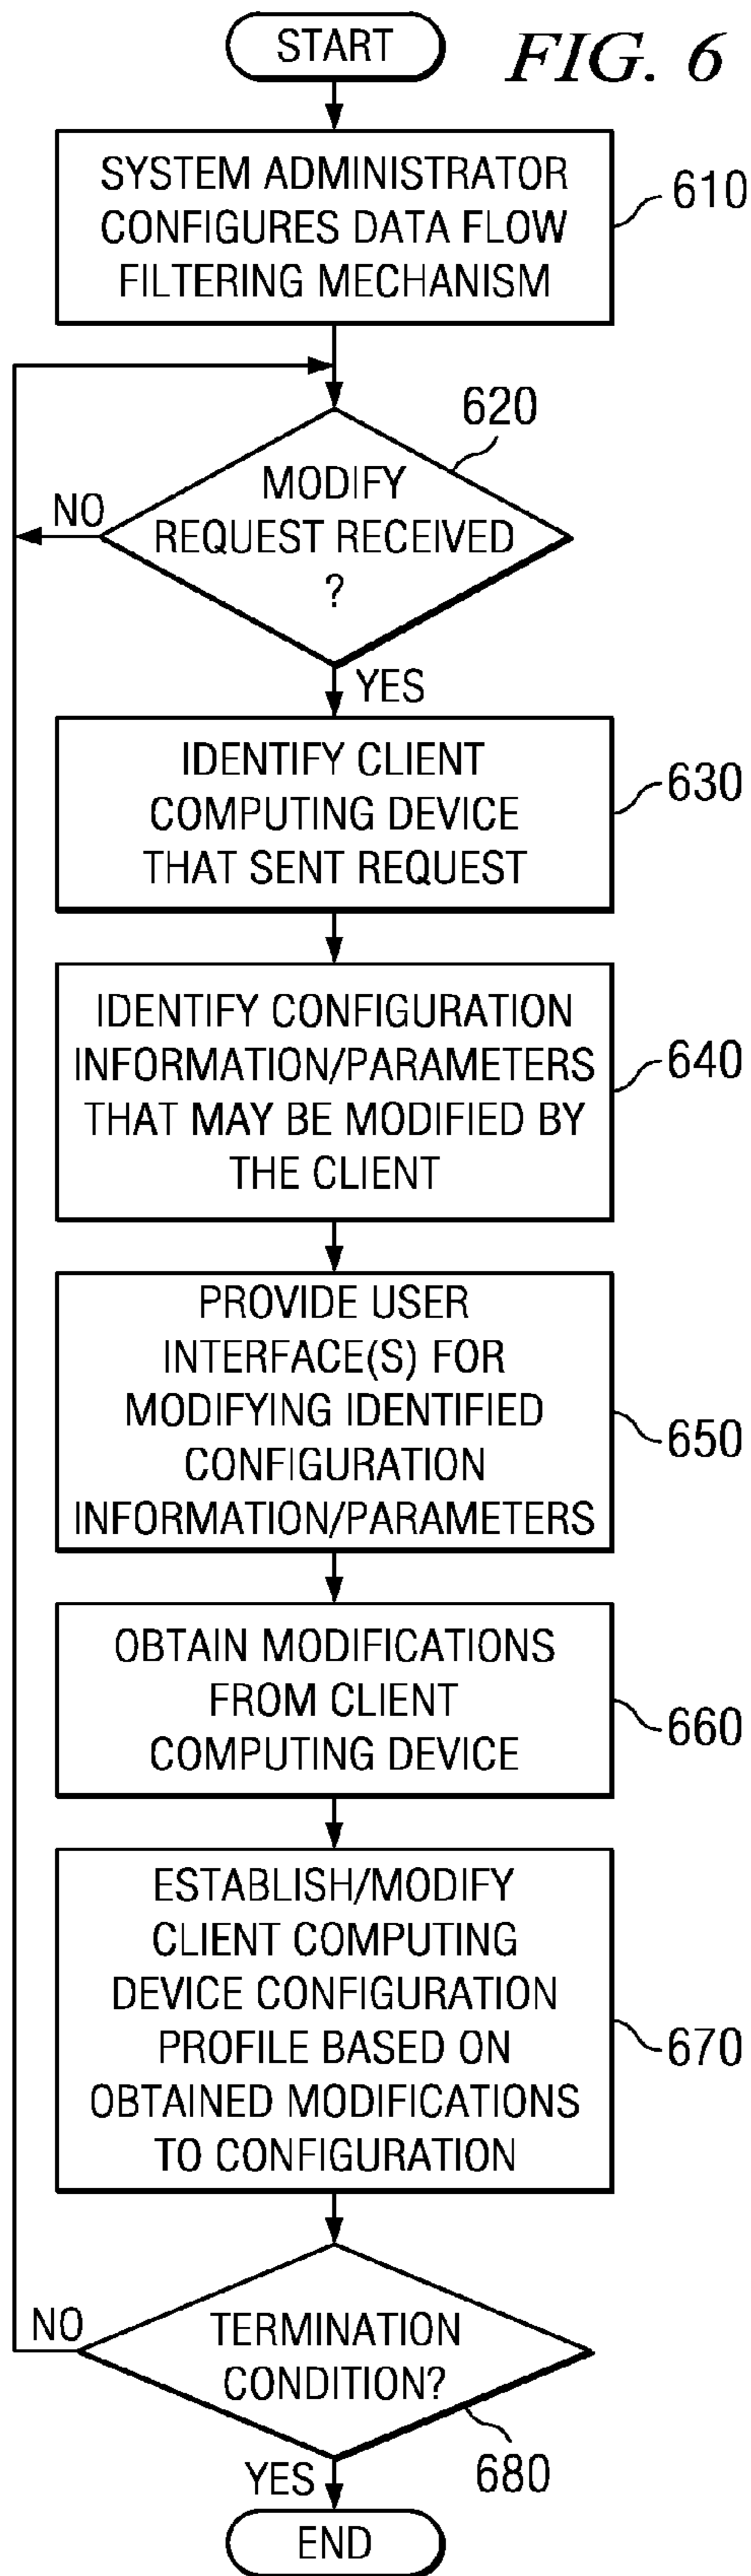 START
FIG. 6
SYSTEM ADMINISTRATOR
CONFIGURES DATA FLOW
FILTERING MECHANISM
610
620
MODIFY
REQUEST RECEIVED
?
NO
YES
IDENTIFY CLIENT
COMPUTING DEVICE
THAT SENT REQUEST
630
IDENTIFY CONFIGURATION
INFORMATION/PARAMETERS
THAT MAY BE MODIFIED BY
THE CLIENT
640
PROVIDE USER
INTERFACE(S) FOR
MODIFYING IDENTIFIED
CONFIGURATION
INFORMATION/PARAMETERS
650
OBTAIN MODIFICATIONS
FROM CLIENT
COMPUTING DEVICE
660
ESTABLISH/MODIFY
CLIENT COMPUTING
DEVICE CONFIGURATION
PROFILE BASED ON
OBTAINED MODIFICATIONS
TO CONFIGURATION
670
NO
TERMINATION
CONDITION?
680
YES
END